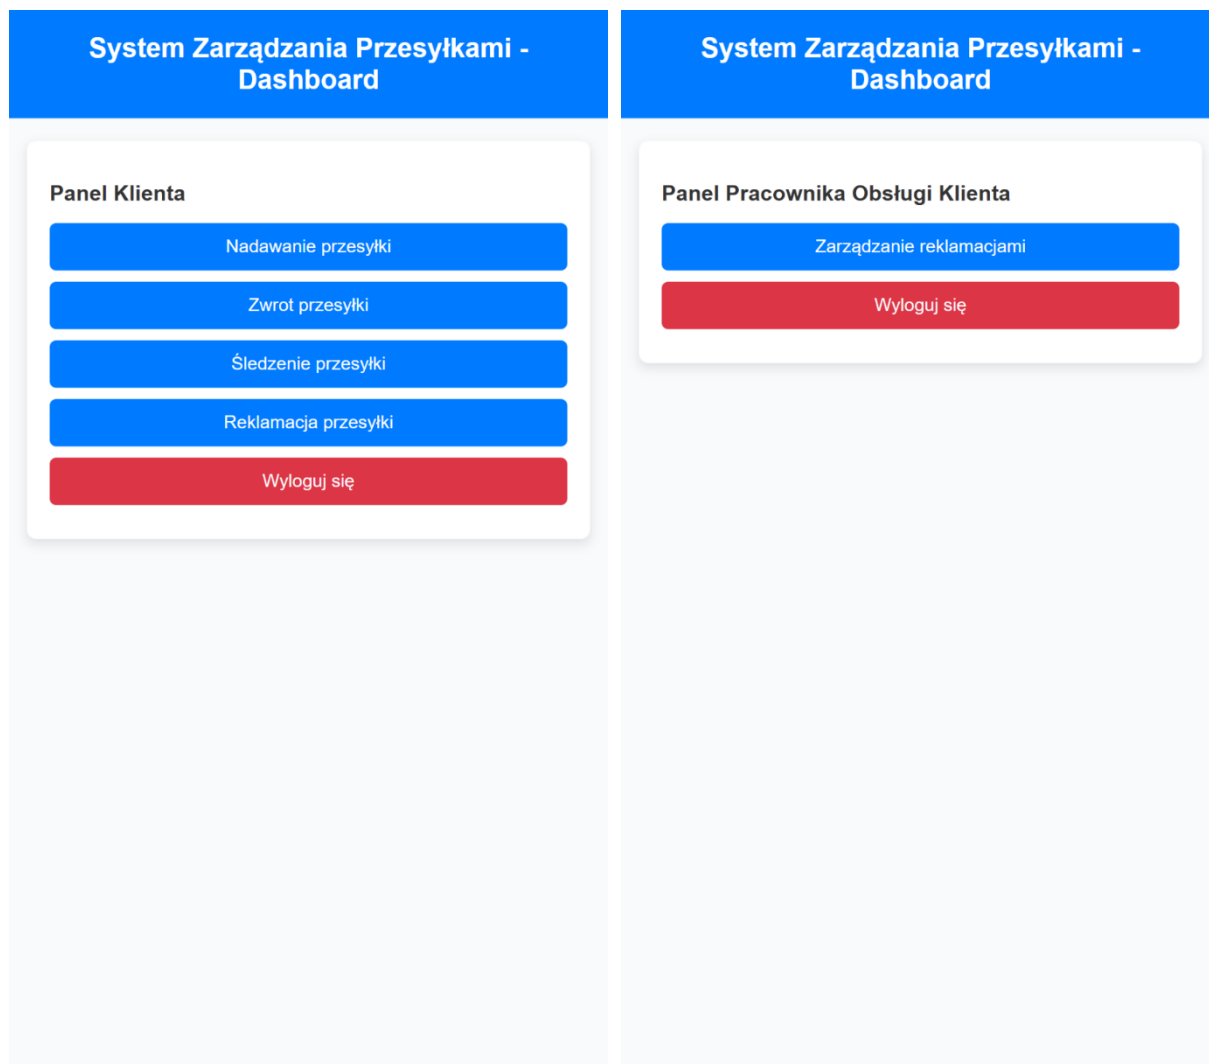 System Zarządzania Przesyłkami -
Dashboard
Panel Klienta
Nadawanie przesyłki
Zwrot przesyłki
Śledzenie przesyłki
Reklamacja przesyłki
Wyloguj się
System Zarządzania Przesyłkami -
Dashboard
Panel Pracownika Obsługi Klienta
Zarządzanie reklamacjami
Wyloguj się